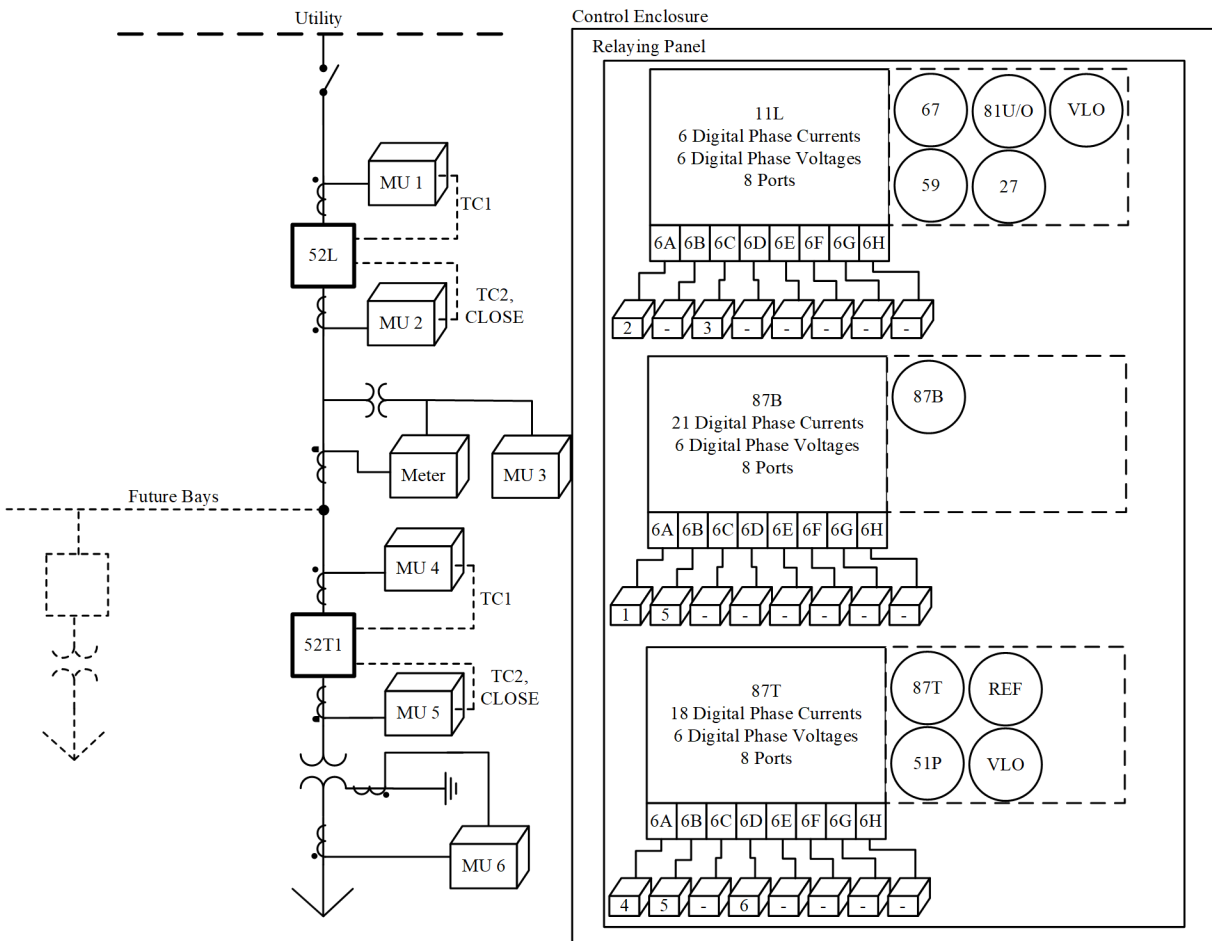 Utility
Control Enclosure
Relaying Panel
MU 1
TC1
52L
TC2,
CLOSE
MU 2
Meter
MU 3
Future Bays
MU 4
TC1
52T1
TC2,
CLOSE
MU 5
MU 6
11L
6 Digital Phase Currents
6 Digital Phase Voltages
8 Ports
67
81U/O
VLO
59
27
6A 6B 6C 6D 6E 6F 6G 6H
2 - 3 - - - - -
87B
21 Digital Phase Currents
6 Digital Phase Voltages
8 Ports
87B
6A 6B 6C 6D 6E 6F 6G 6H
1 5 - - - - - -
87T
18 Digital Phase Currents
6 Digital Phase Voltages
8 Ports
87T
REF
51P
VLO
6A 6B 6C 6D 6E 6F 6G 6H
4 5 - 6 - - - -